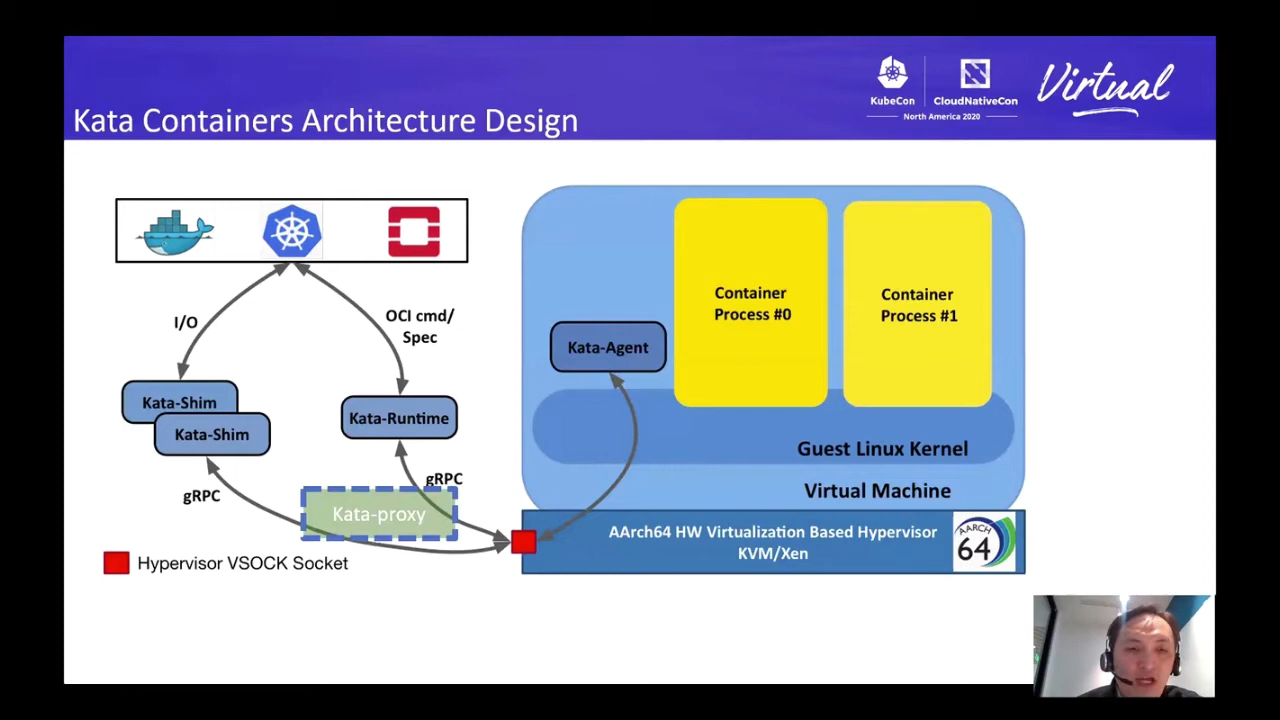 KubeCon
CloudNativeCon
North America 2020
Virtual
Kata Containers Architecture Design
I/O
OCI cmd/
Spec
Kata-Shim
Kata-Shim
Kata-Runtime
gRPC
gRPC
Kata-proxy
Hypervisor VSOCK Socket
Kata-Agent
Container
Process #0
Container
Process #1
Guest Linux Kernel
Virtual Machine
AArch64 HW Virtualization Based Hypervisor
KVM/Xen
AARCH
64